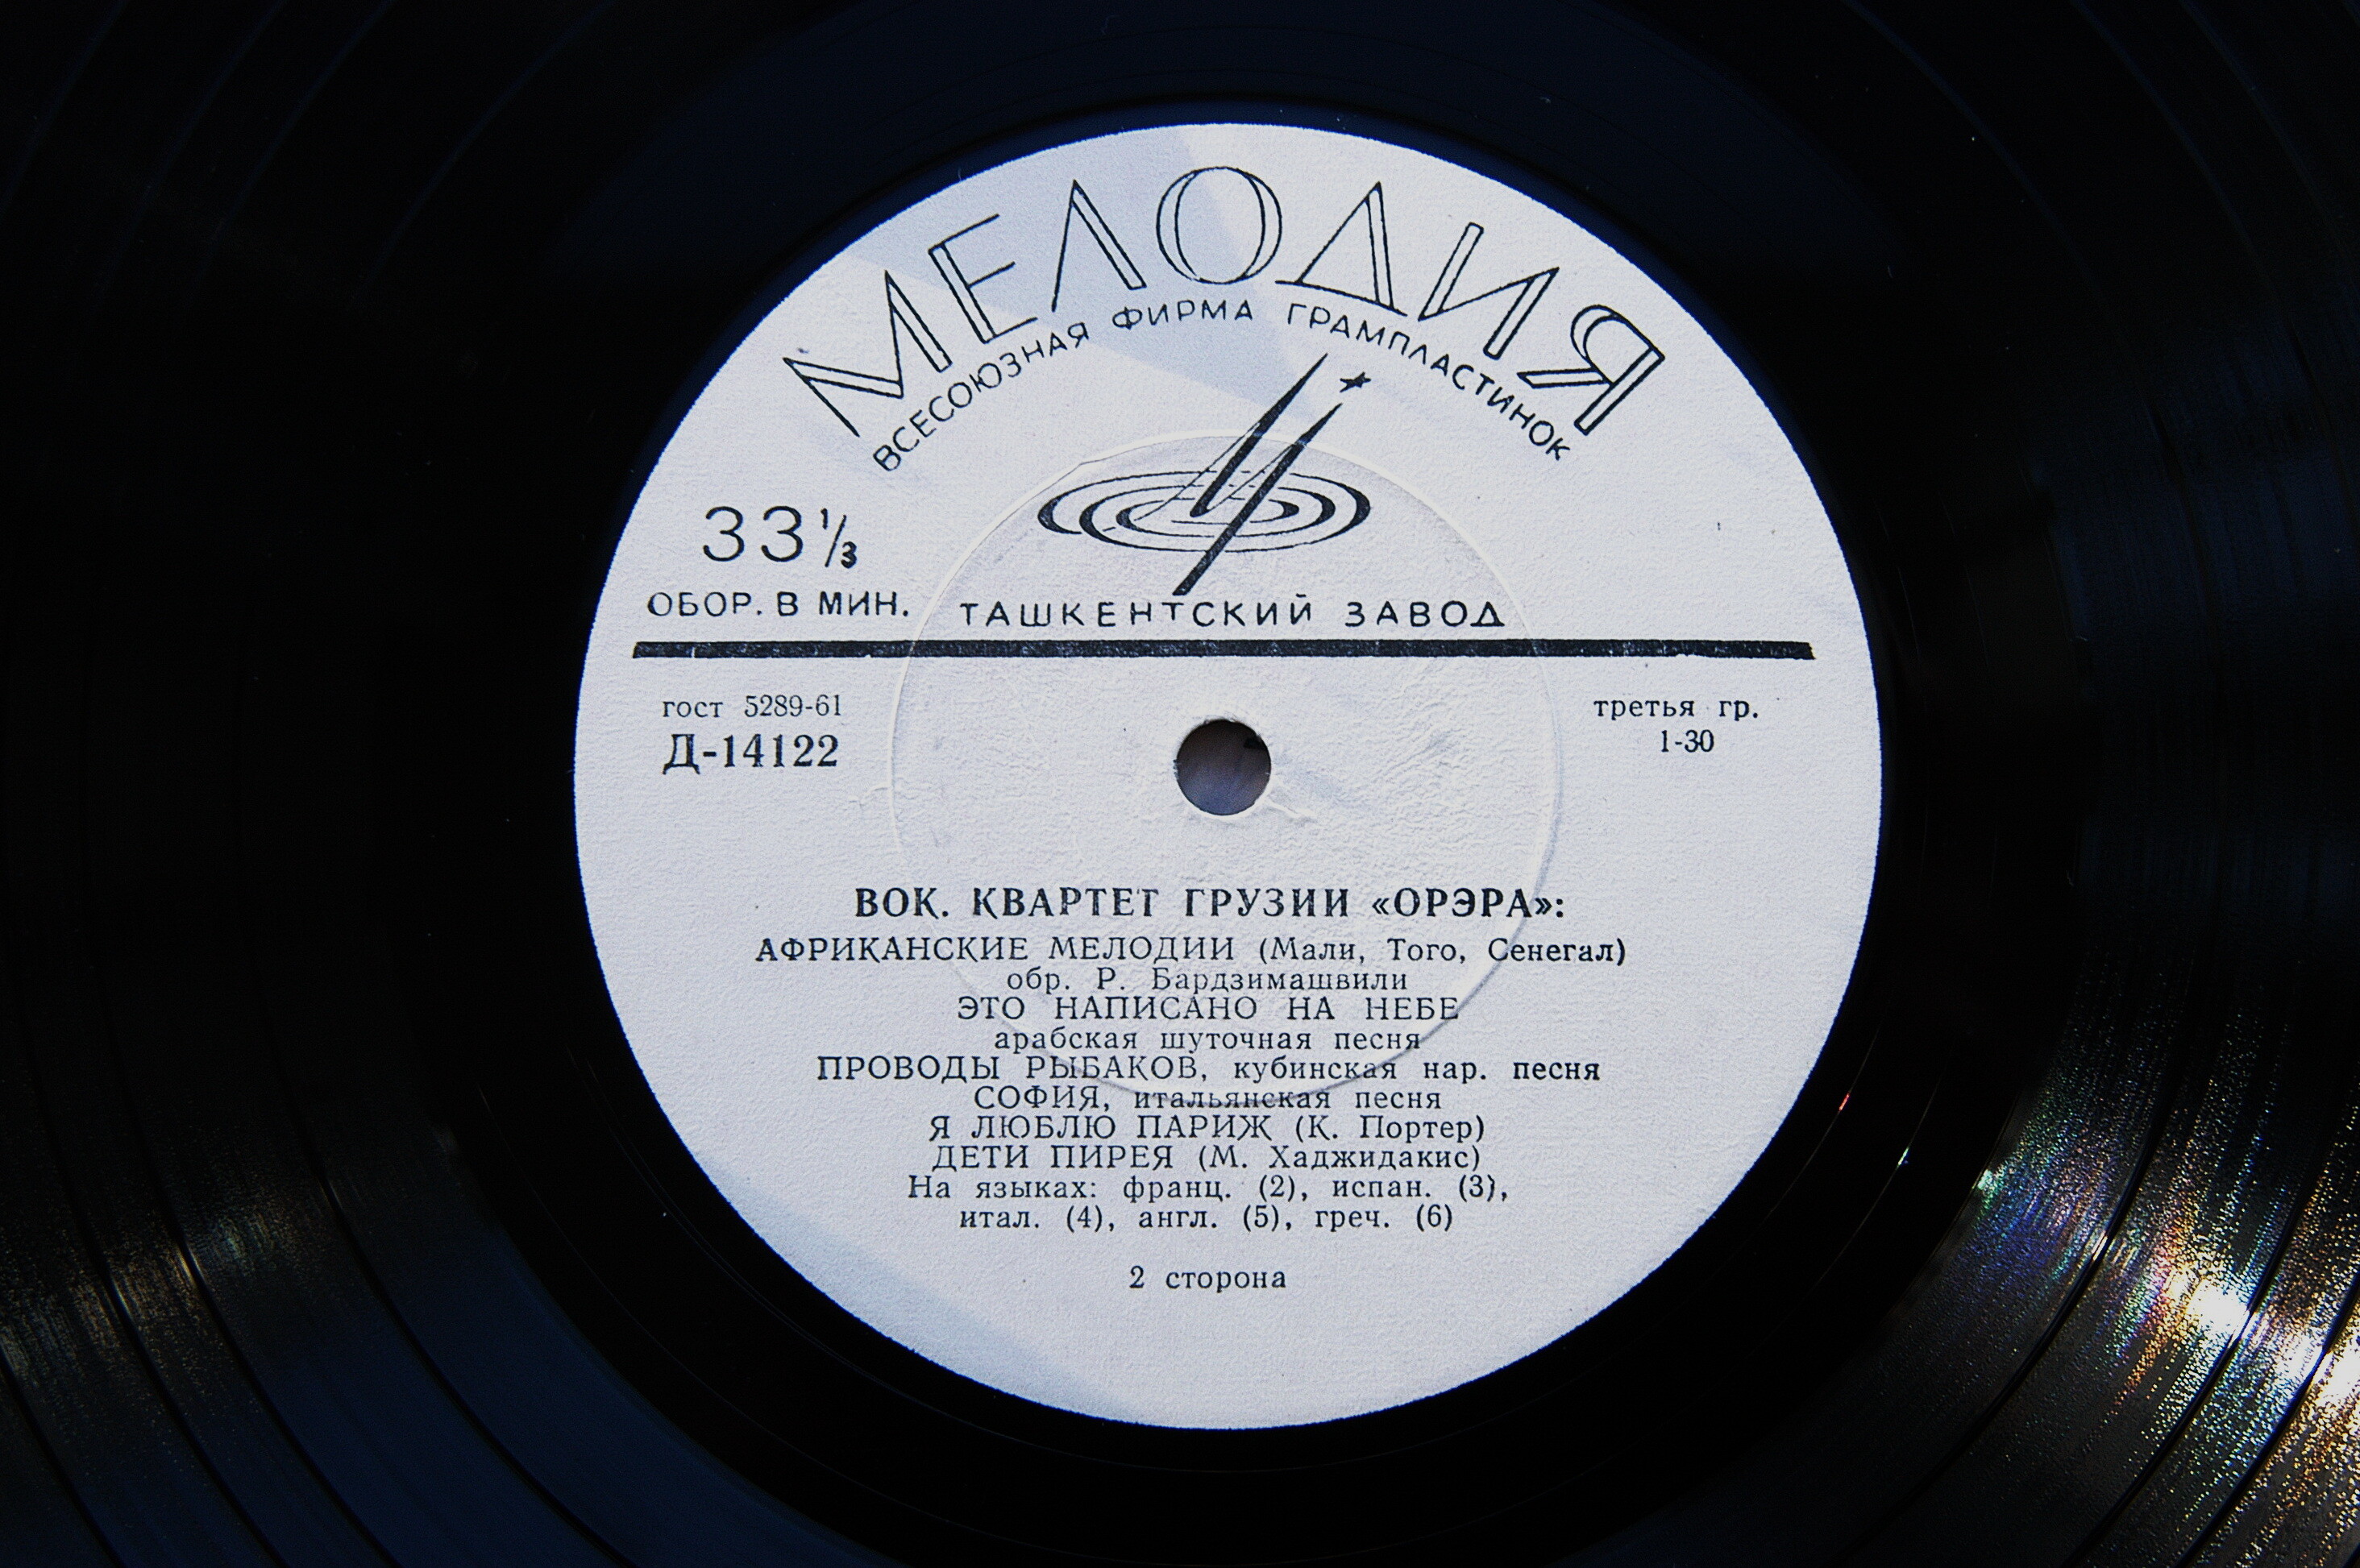 МЕЛОДИЯ
ВСЕСОЮЗНАЯ ФИРМА ГРАМПЛАСТИНОК
33⅓
ОБОР. В МИН.
ТАШКЕНТСКИЙ ЗАВОД
гост 5289-61
Д-14122
третья гр.
1-30
ВОК. КВАРТЕТ ГРУЗИИ «ОРЭРА»:
АФРИКАНСКИЕ МЕЛОДИИ (Мали, Того, Сенегал)
обр. Р. Бардзимашвили
ЭТО НАПИСАНО НА НЕБЕ
арабская шуточная песня
ПРОВОДЫ РЫБАКОВ, кубинская нар. песня
СОФИЯ, итальянская песня
Я ЛЮБЛЮ ПАРИЖ (К. Портер)
ДЕТИ ПИРЕЯ (М. Хаджидакис)
На языках: франц. (2), испан. (3),
итал. (4), англ. (5), греч. (6)
2 сторона